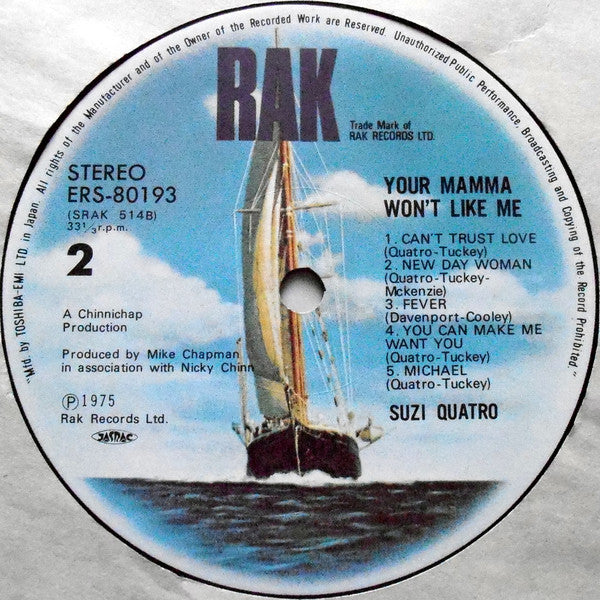 "Mfd. by TOSHIBA-EMI LTD. in Japan. All rights of the Manufacturer and of the Owner of the Recorded Work are Reserved. Unauthorized Public Performance, Broadcasting and Copying of the Record Prohibited."
RAK
Trade Mark of
RAK RECORDS LTD.
STEREO
ERS-80193
(SRAK 514B)
33 1/3 r.p.m.
2
A Chinnichap
Production
Produced by Mike Chapman
in association with Nicky Chinn
Ⓟ1975
Rak Records Ltd.
JASRAC
YOUR MAMMA
WON'T LIKE ME
1. CAN'T TRUST LOVE
(Quatro-Tuckey)
2. NEW DAY WOMAN
(Quatro-Tuckey-
Mckenzie)
3. FEVER
(Davenport-Cooley)
4. YOU CAN MAKE ME
WANT YOU
(Quatro-Tuckey)
5. MICHAEL
(Quatro-Tuckey)
SUZI QUATRO